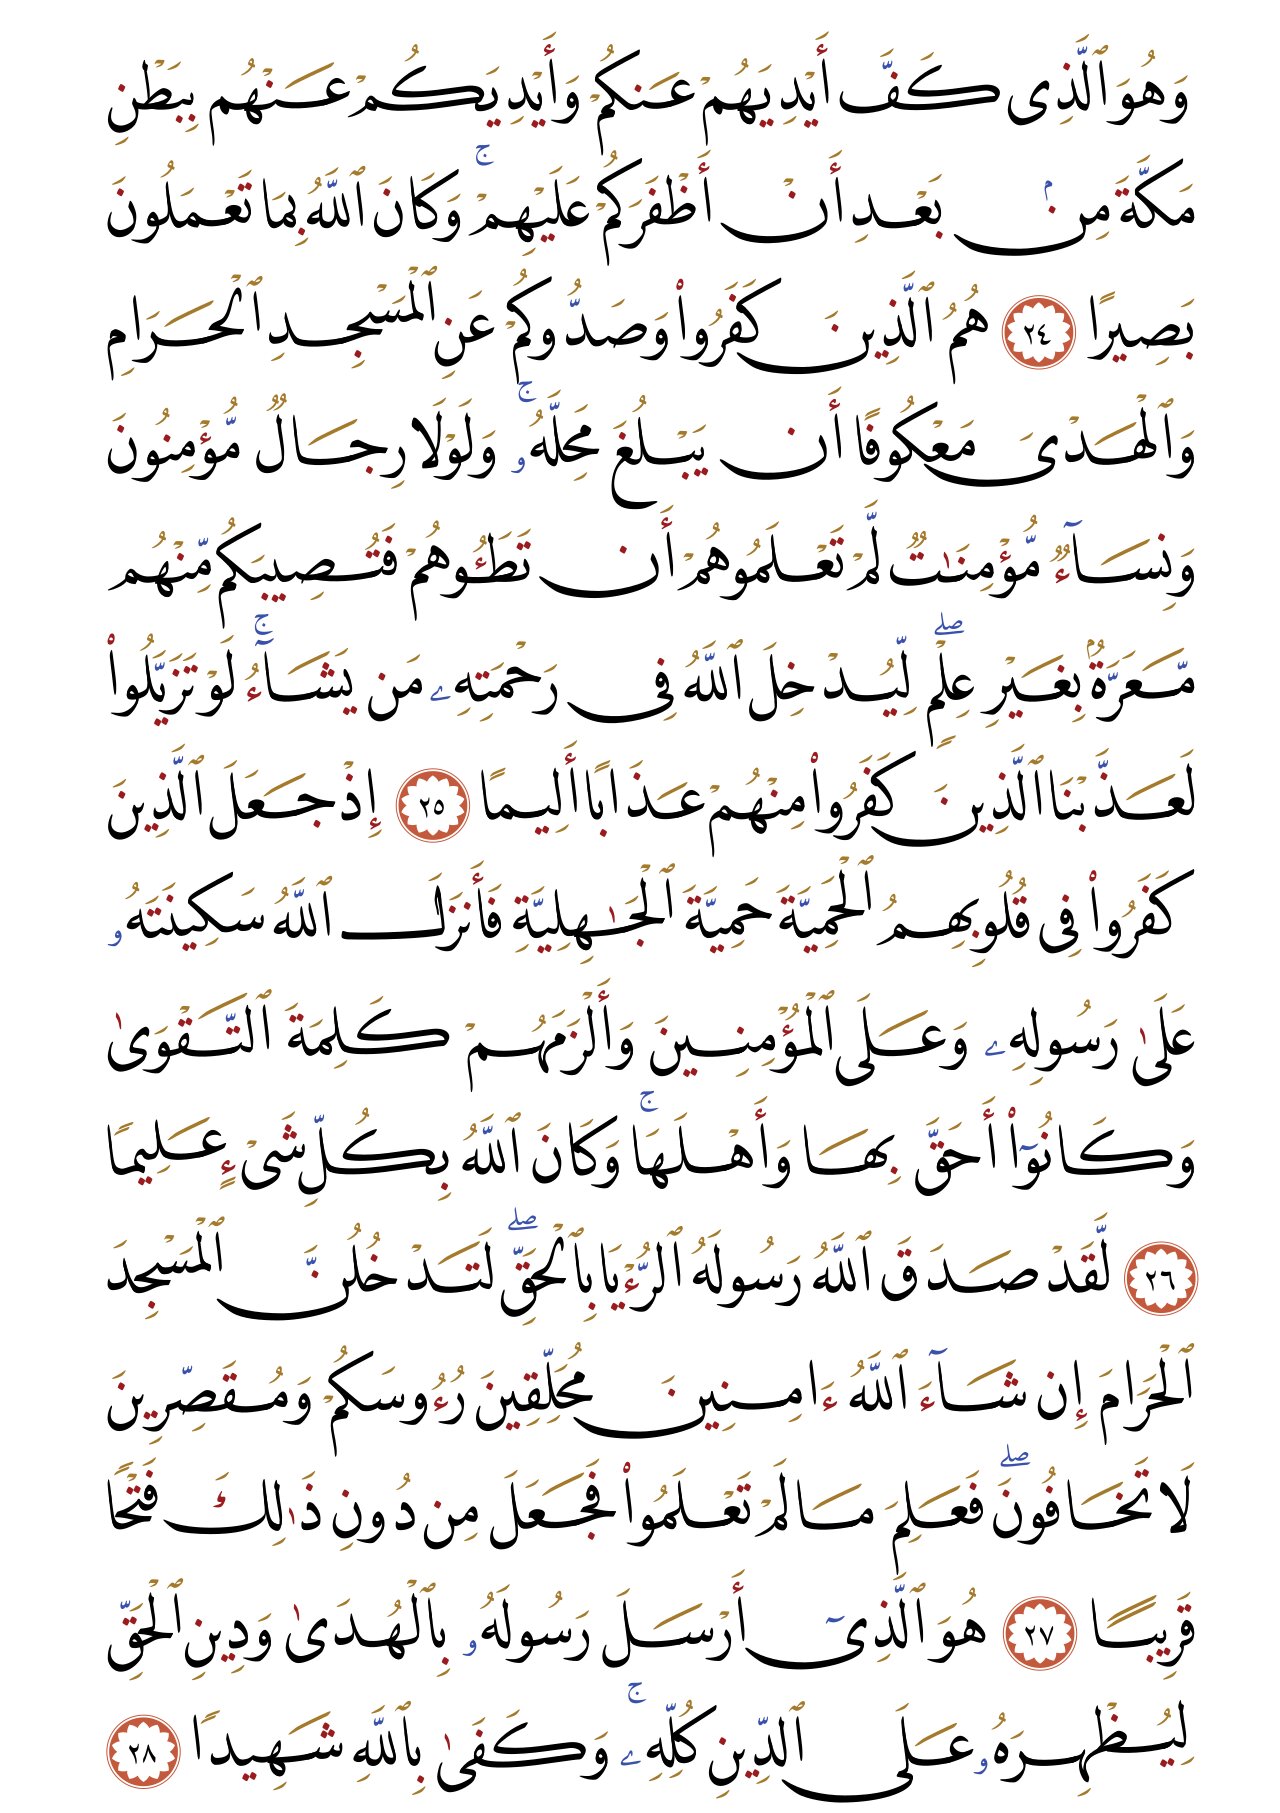 وَهُوَ ٱلَّذِى كَفَّ أَيْدِيَهُمْ عَنكُمْ وَأَيْدِيَكُمْ عَنْهُم بِبَطْنِ
مَكَّةَ مِنۢ بَعْدِ أَنْ أَظْفَرَكُمْ عَلَيْهِمْ ۚ وَكَانَ ٱللَّهُ بِمَا تَعْمَلُونَ
بَصِيرًا ٢٤ هُمُ ٱلَّذِينَ كَفَرُوا۟ وَصَدُّوكُمْ عَنِ ٱلْمَسْجِدِ ٱلْحَرَامِ
وَٱلْهَدْىَ مَعْكُوفًا أَن يَبْلُغَ مَحِلَّهُۥ ۚ وَلَوْلَا رِجَالٌ مُّؤْمِنُونَ
وَنِسَآءٌ مُّؤْمِنَـٰتٌ لَّمْ تَعْلَمُوهُمْ أَن تَطَـُٔوهُمْ فَتُصِيبَكُم مِّنْهُم
مَّعَرَّةٌۢ بِغَيْرِ عِلْمٍ ۖ لِّيُدْخِلَ ٱللَّهُ فِى رَحْمَتِهِۦ مَن يَشَآءُ ۚ لَوْ تَزَيَّلُوا۟
لَعَذَّبْنَا ٱلَّذِينَ كَفَرُوا۟ مِنْهُمْ عَذَابًا أَلِيمًا ٢٥ إِذْ جَعَلَ ٱلَّذِينَ
كَفَرُوا۟ فِى قُلُوبِهِمُ ٱلْحَمِيَّةَ حَمِيَّةَ ٱلْجَـٰهِلِيَّةِ فَأَنزَلَ ٱللَّهُ سَكِينَتَهُۥ
عَلَىٰ رَسُولِهِۦ وَعَلَى ٱلْمُؤْمِنِينَ وَأَلْزَمَهُمْ كَلِمَةَ ٱلتَّقْوَىٰ
وَكَانُوٓا۟ أَحَقَّ بِهَا وَأَهْلَهَا ۚ وَكَانَ ٱللَّهُ بِكُلِّ شَىْءٍ عَلِيمًا
٢٦ لَّقَدْ صَدَقَ ٱللَّهُ رَسُولَهُ ٱلرُّءْيَا بِٱلْحَقِّ ۖ لَتَدْخُلُنَّ ٱلْمَسْجِدَ
ٱلْحَرَامَ إِن شَآءَ ٱللَّهُ ءَامِنِينَ مُحَلِّقِينَ رُءُوسَكُمْ وَمُقَصِّرِينَ
لَا تَخَافُونَ ۖ فَعَلِمَ مَا لَمْ تَعْلَمُوا۟ فَجَعَلَ مِن دُونِ ذَٰلِكَ فَتْحًا
قَرِيبًا ٢٧ هُوَ ٱلَّذِىٓ أَرْسَلَ رَسُولَهُۥ بِٱلْهُدَىٰ وَدِينِ ٱلْحَقِّ
لِيُظْهِرَهُۥ عَلَى ٱلدِّينِ كُلِّهِۦ ۚ وَكَفَىٰ بِٱللَّهِ شَهِيدًا ٢٨